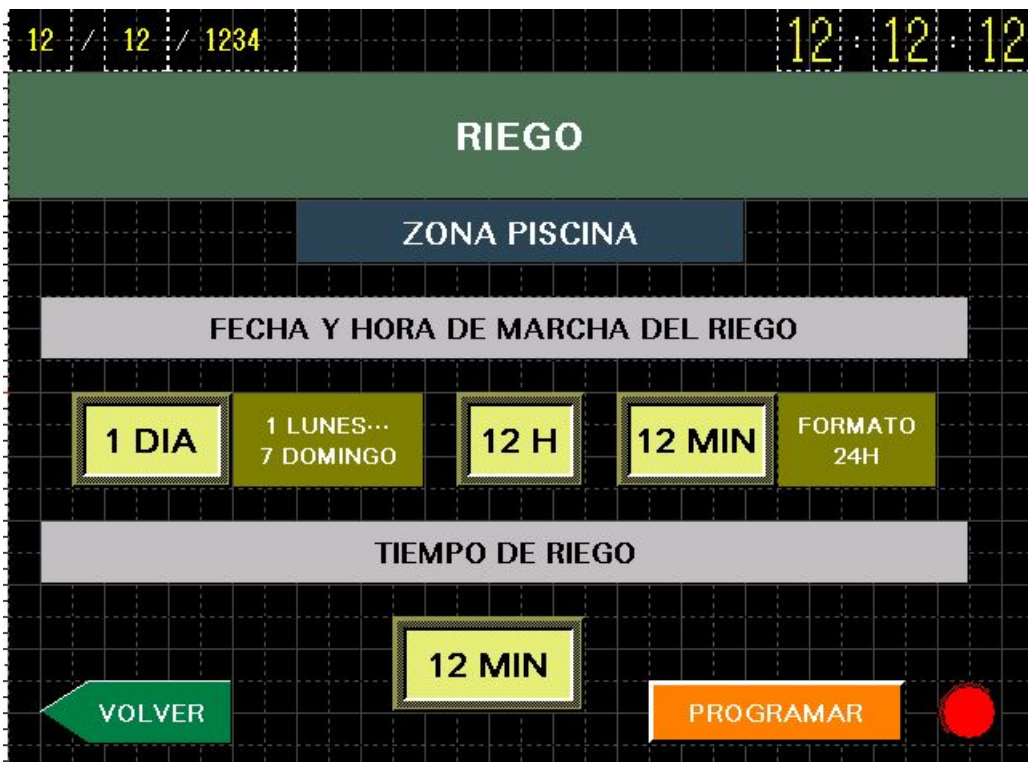 12 / 12 / 1234 12 : 12 : 12
RIEGO
ZONA PISCINA
FECHA Y HORA DE MARCHA DEL RIEGO
1 DIA
1 LUNES...
7 DOMINGO
12 H
12 MIN
FORMATO
24H
TIEMPO DE RIEGO
12 MIN
VOLVER
PROGRAMAR